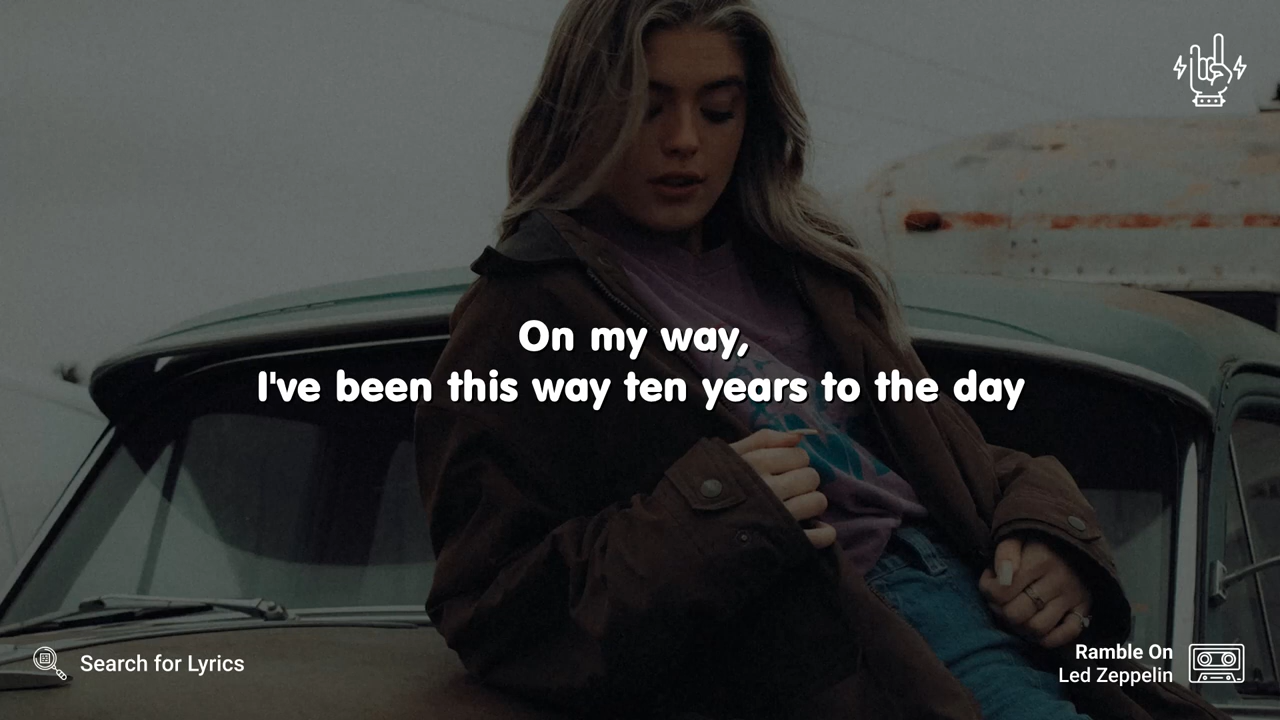 On my way,
I've been this way ten years to the day
Search for Lyrics
Ramble On
Led Zeppelin